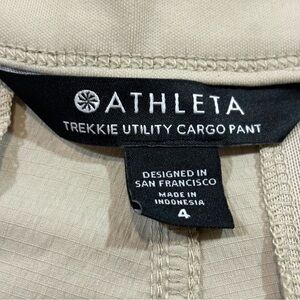 ATHLETA
TREKKIE UTILITY CARGO PANT
DESIGNED IN
SAN FRANCISCO
MADE IN
INDONESIA
4